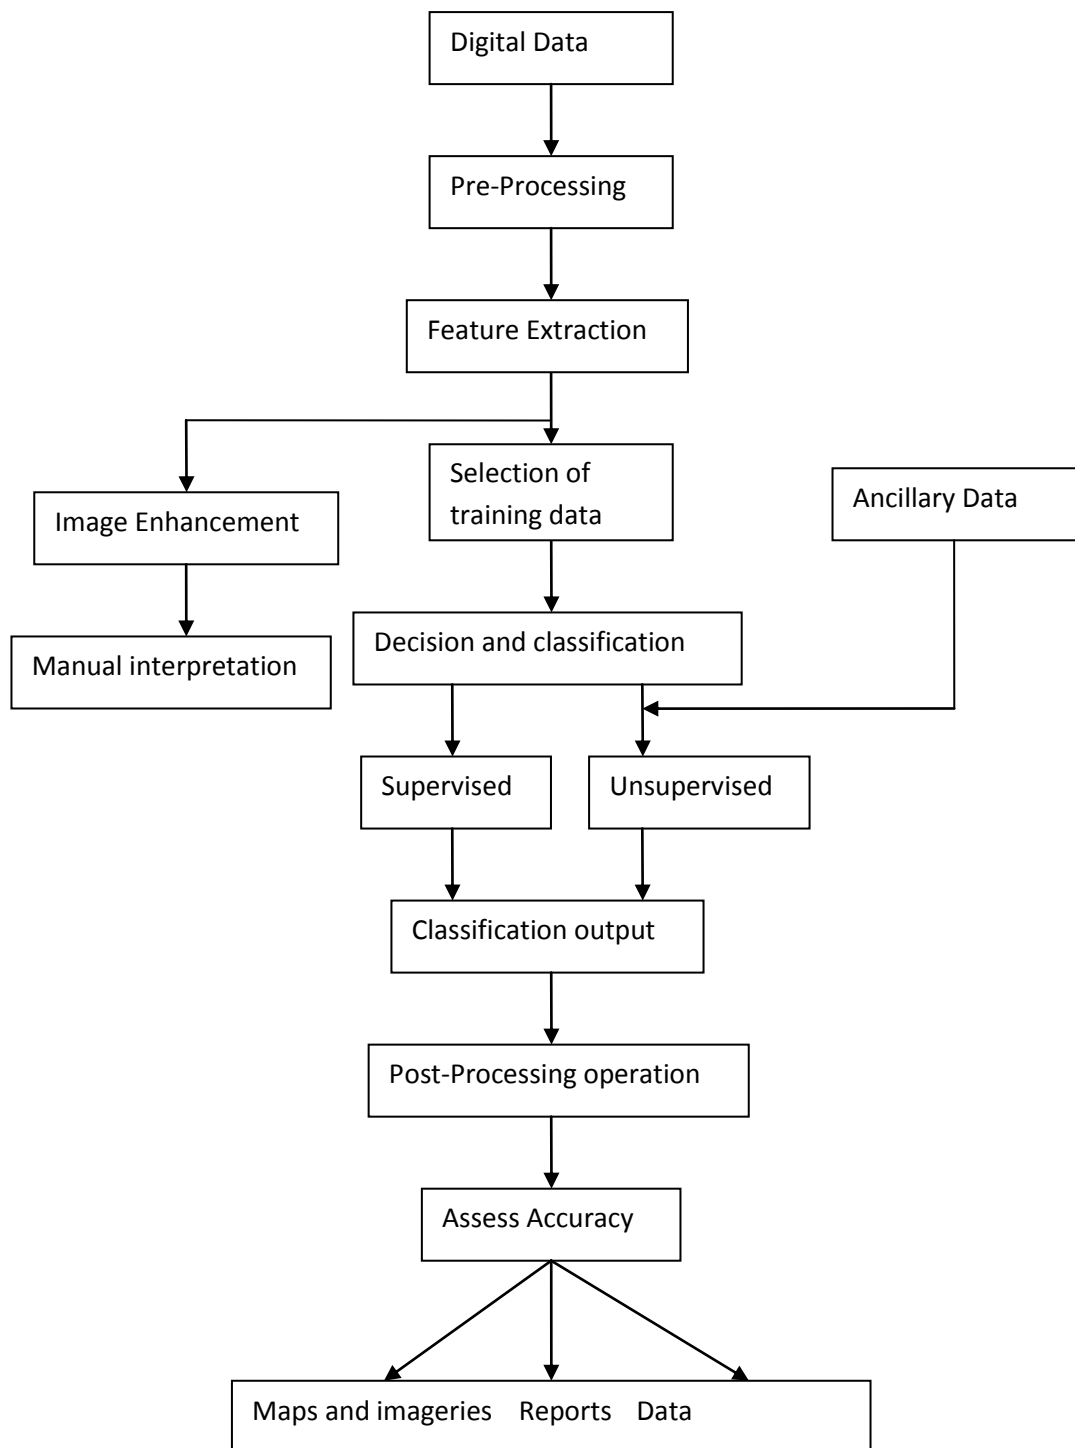 Digital Data
Pre-Processing
Feature Extraction
Selection of
training data
Image Enhancement
Ancillary Data
Manual interpretation
Decision and classification
Supervised
Unsupervised
Classification output
Post-Processing operation
Assess Accuracy
Maps and imageries Reports Data